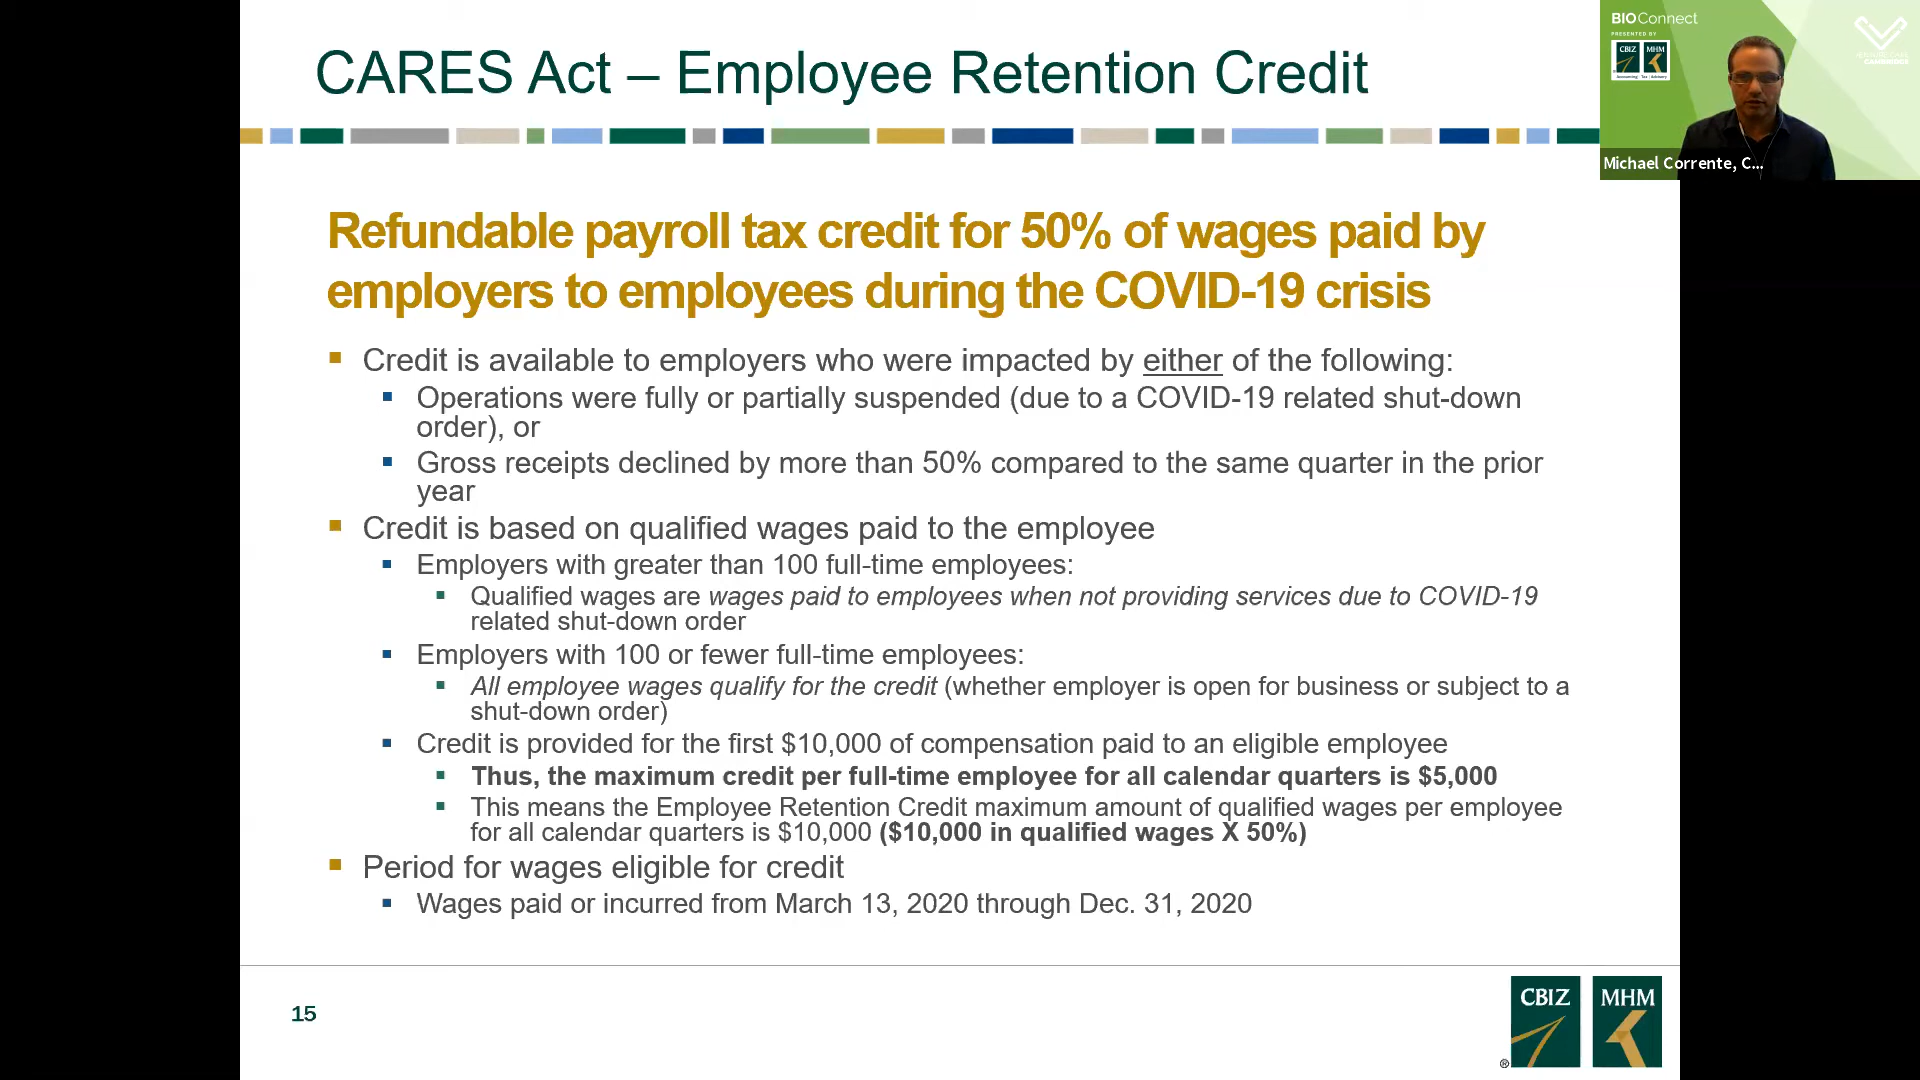 CARES Act – Employee Retention Credit
BIOConnect
PRESENTED BY
CBIZ MHM
Accounting | Tax | Advisory
CAMBRIDGE
Michael Corrente, C...
Refundable payroll tax credit for 50% of wages paid by
employers to employees during the COVID-19 crisis
Credit is available to employers who were impacted by either of the following:
Operations were fully or partially suspended (due to a COVID-19 related shut-down
order), or
Gross receipts declined by more than 50% compared to the same quarter in the prior
year
Credit is based on qualified wages paid to the employee
Employers with greater than 100 full-time employees:
Qualified wages are wages paid to employees when not providing services due to COVID-19
related shut-down order
Employers with 100 or fewer full-time employees:
All employee wages qualify for the credit (whether employer is open for business or subject to a
shut-down order)
Credit is provided for the first $10,000 of compensation paid to an eligible employee
Thus, the maximum credit per full-time employee for all calendar quarters is $5,000
This means the Employee Retention Credit maximum amount of qualified wages per employee
for all calendar quarters is $10,000 ($10,000 in qualified wages X 50%)
Period for wages eligible for credit
Wages paid or incurred from March 13, 2020 through Dec. 31, 2020
15
CBIZ MHM
®